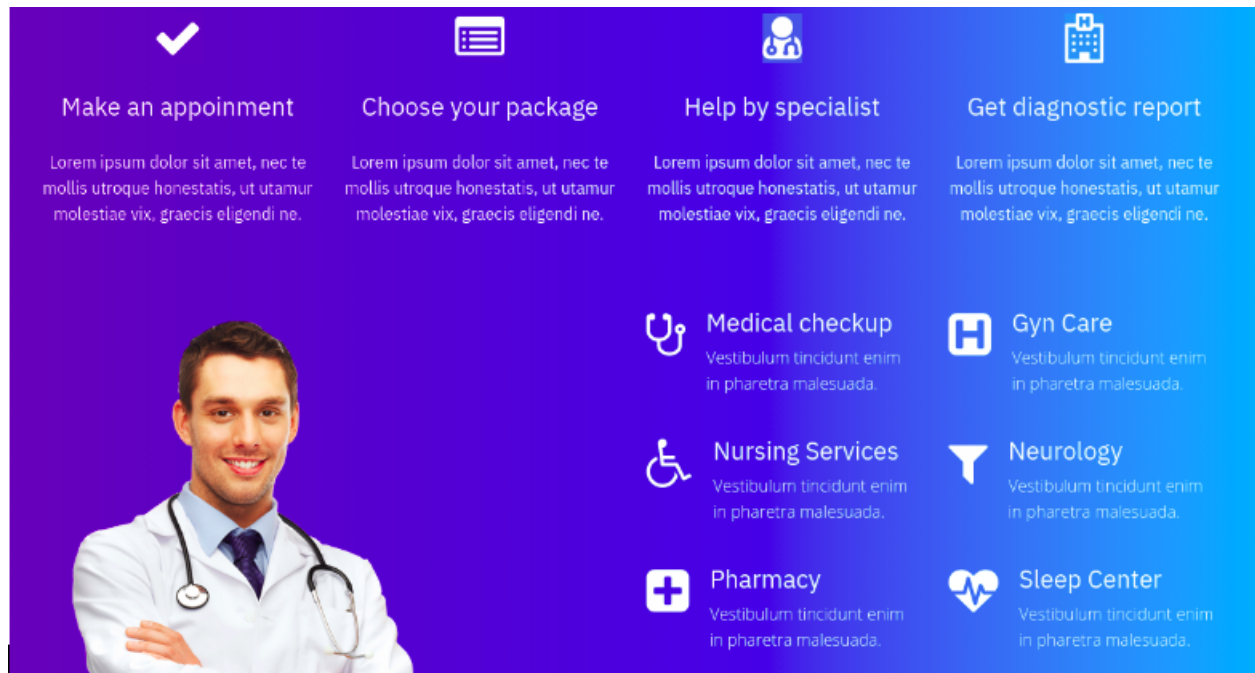 Make an appoinment
Lorem ipsum dolor sit amet, nec te
mollis utroque honestatis, ut utamur
molestiae vix, graecis eligendi ne.
Choose your package
Lorem ipsum dolor sit amet, nec te
mollis utroque honestatis, ut utamur
molestiae vix, graecis eligendi ne.
Help by specialist
Lorem ipsum dolor sit amet, nec te
mollis utroque honestatis, ut utamur
molestiae vix, graecis eligendi ne.
H
Get diagnostic report
Lorem ipsum dolor sit amet, nec te
mollis utroque honestatis, ut utamur
molestiae vix, graecis eligendi ne.
Medical checkup
Vestibulum tincidunt enim
in pharetra malesuada.
H
Gyn Care
Vestibulum tincidunt enim
in pharetra malesuada.
Nursing Services
Vestibulum tincidunt enim
in pharetra malesuada.
Neurology
Vestibulum tincidunt enim
in pharetra malesuada.
Pharmacy
Vestibulum tincidunt enim
in pharetra malesuada.
Sleep Center
Vestibulum tincidunt enim
in pharetra malesuada.